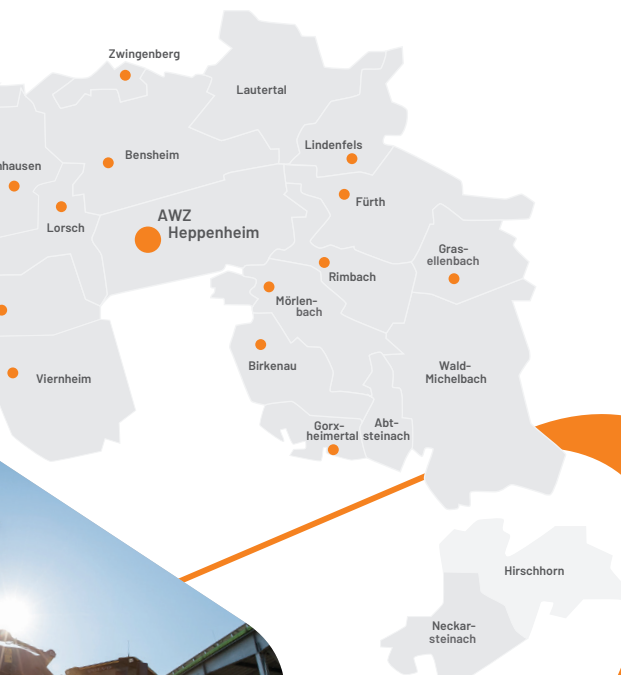 Zwingenberg
Lautertal
Lindenfels
Bensheim
hausen
Fürth
AWZ
Heppenheim
Lorsch
Gras-
ellenbach
Rimbach
Mörlen-
bach
Birkenau
Wald-
Michelbach
Viernheim
Gorx-
heimertal
Abt-
steinach
Hirschhorn
Neckar-
steinach